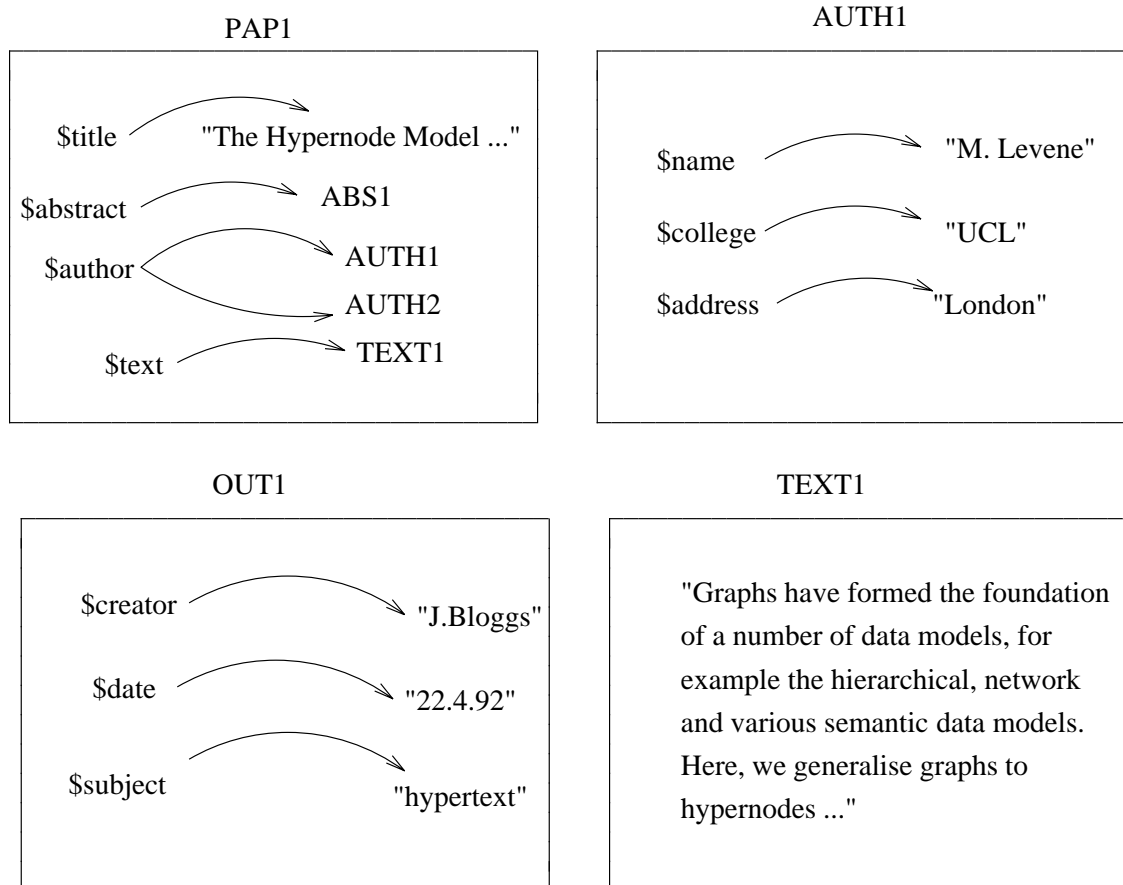 PAP1
$title
"The Hypernode Model ..."
$abstract
ABS1
$author
AUTH1
AUTH2
$text
TEXT1
AUTH1
$name
"M. Levene"
$college
"UCL"
$address
"London"
OUT1
$creator
"J.Bloggs"
$date
"22.4.92"
$subject
"hypertext"
TEXT1
"Graphs have formed the foundation
of a number of data models, for
example the hierarchical, network
and various semantic data models.
Here, we generalise graphs to
hypernodes ..."